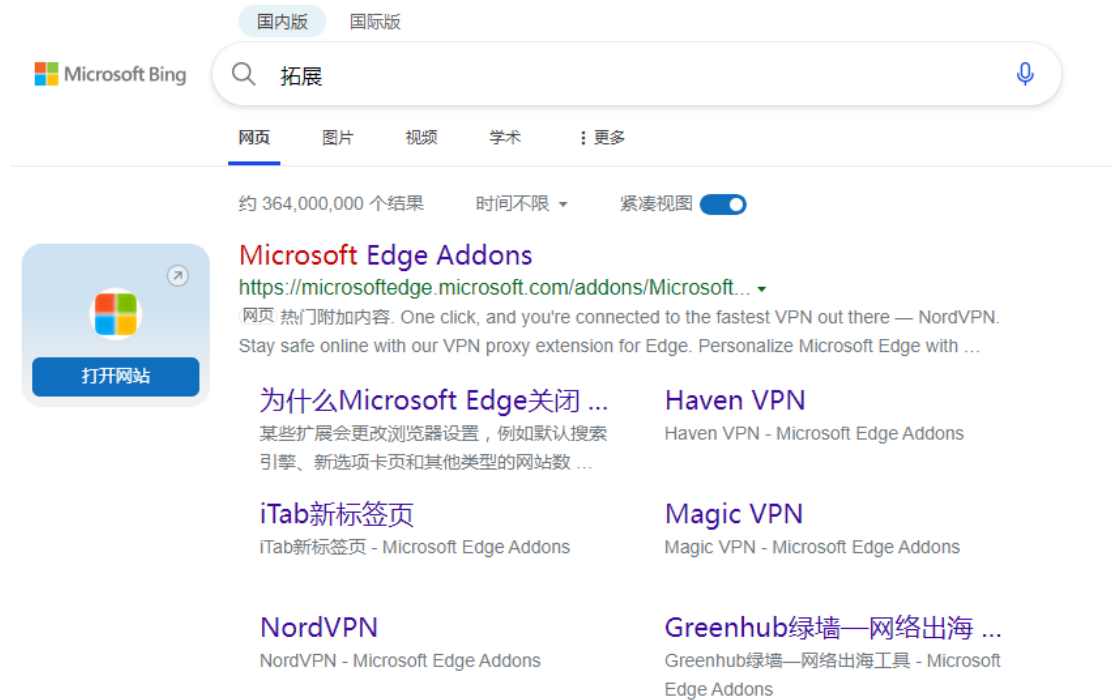 国内版 国际版
Microsoft Bing
拓展
网页 图片 视频 学术 更多
约 364,000,000 个结果 时间不限 紧凑视图
Microsoft Edge Addons
https://microsoftedge.microsoft.com/addons/Microsoft...
网页 热门附加内容. One click, and you're connected to the fastest VPN out there — NordVPN.
Stay safe online with our VPN proxy extension for Edge. Personalize Microsoft Edge with ...
打开网站
为什么Microsoft Edge关闭 ...
某些扩展会更改浏览器设置，例如默认搜索
引擎、新选项卡页和其他类型的网站数 ...
Haven VPN
Haven VPN - Microsoft Edge Addons
iTab新标签页
iTab新标签页 - Microsoft Edge Addons
Magic VPN
Magic VPN - Microsoft Edge Addons
NordVPN
NordVPN - Microsoft Edge Addons
Greenhub绿墙—网络出海 ...
Greenhub绿墙—网络出海工具 - Microsoft
Edge Addons